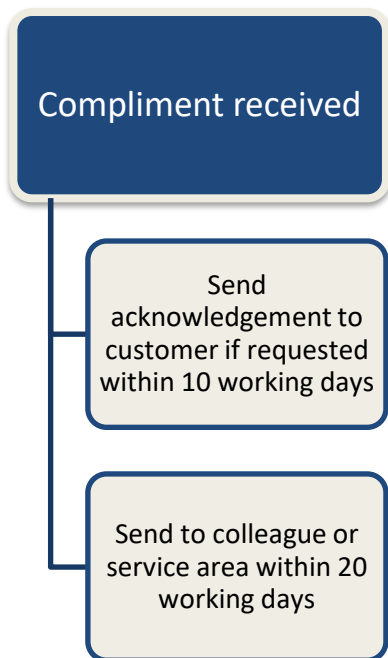 Compliment received
Send
acknowledgement to
customer if requested
within 10 working days
Send to colleague or
service area within 20
working days